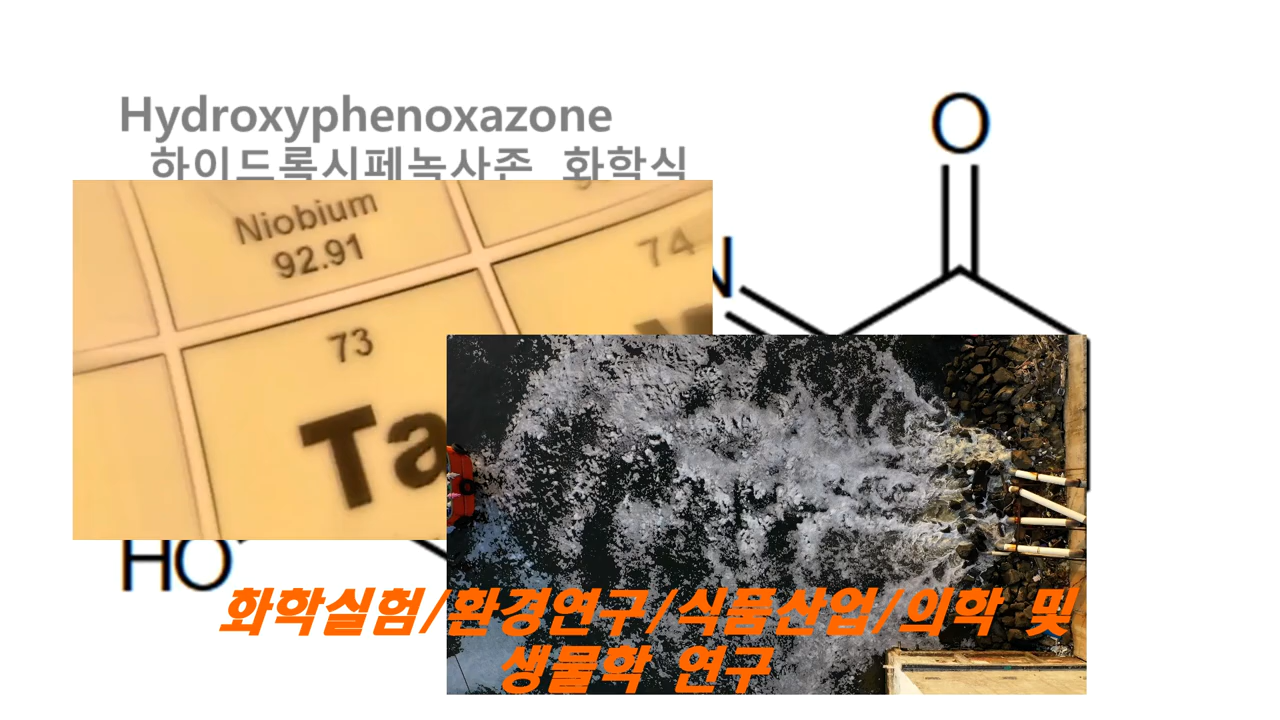 Hydroxyphenoxazone
하이드록시페녹사존 화학식
O
N
Niobium
92.91
74
73
Ta
HO
화학실험/환경연구/식품산업/의학 및
생물학 연구